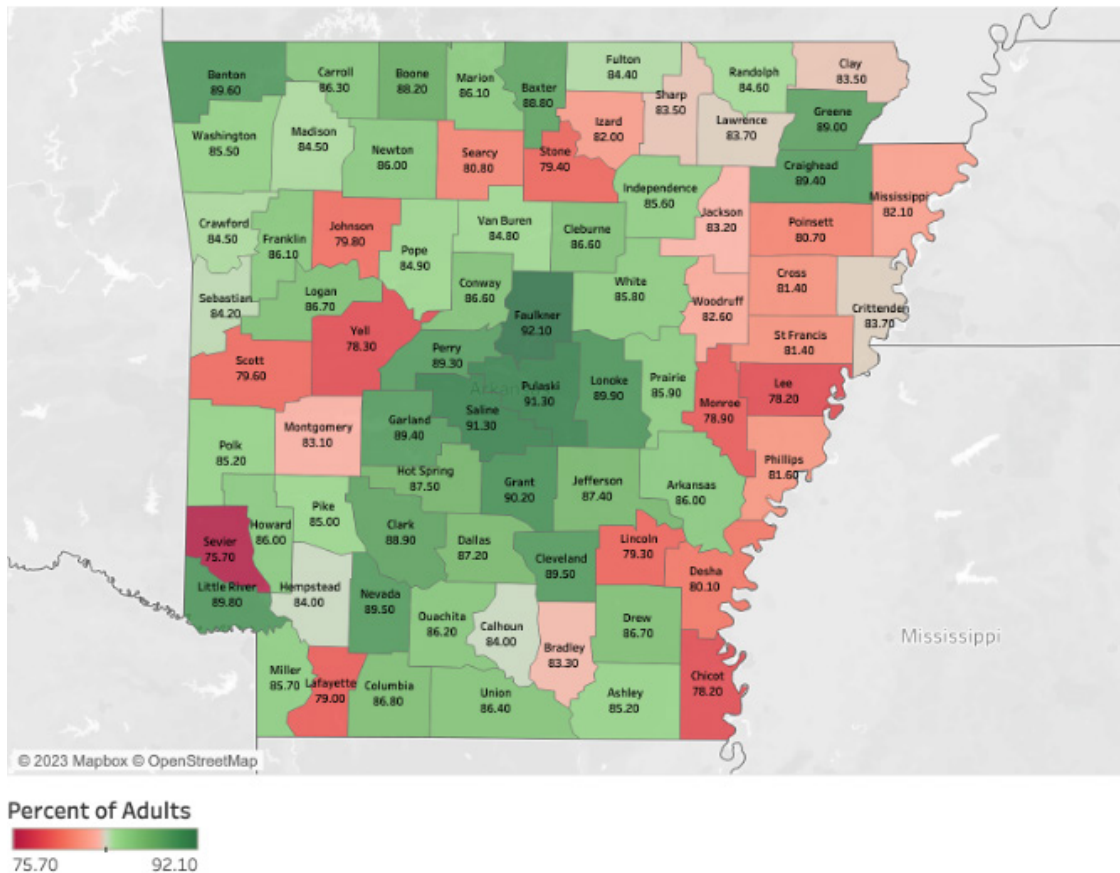 Benton
89.60
Carroll
86.30
Boone
88.20
Marion
86.10
Baxter
88.80
Fulton
84.40
Sharp
83.50
Randolph
84.60
Clay
83.50
Greene
89.00
Lawrence
83.70
Izard
82.00
Washington
85.50
Madison
84.50
Newton
86.00
Searcy
80.80
Stone
79.40
Craighead
89.40
Mississippi
82.10
Independence
85.60
Jackson
83.20
Poinsett
80.70
Crawford
84.50
Franklin
86.10
Johnson
79.80
Pope
84.90
Van Buren
84.80
Cleburne
86.60
White
85.80
Woodruff
82.60
Cross
81.40
Crittenden
83.70
Sebastian
84.20
Logan
86.70
Conway
86.60
Faulkner
92.10
St Francis
81.40
Yell
78.30
Scott
79.60
Perry
89.30
Pulaski
91.30
Lonoke
89.90
Prairie
85.90
Monroe
78.90
Lee
78.20
Saline
91.30
Garland
89.40
Montgomery
83.10
Polk
85.20
Hot Spring
87.50
Grant
90.20
Jefferson
87.40
Arkansas
86.00
Phillips
81.60
Sevier
75.70
Howard
86.00
Pike
85.00
Clark
88.90
Dallas
87.20
Cleveland
89.50
Lincoln
79.30
Desha
80.10
Little River
89.80
Hempstead
84.00
Nevada
89.50
Ouachita
86.20
Calhoun
84.00
Bradley
83.30
Drew
86.70
Mississippi
Miller
85.70
Lafayette
79.00
Columbia
86.80
Union
86.40
Ashley
85.20
Chicot
78.20
© 2023 Mapbox © OpenStreetMap
Percent of Adults
75.70 92.10